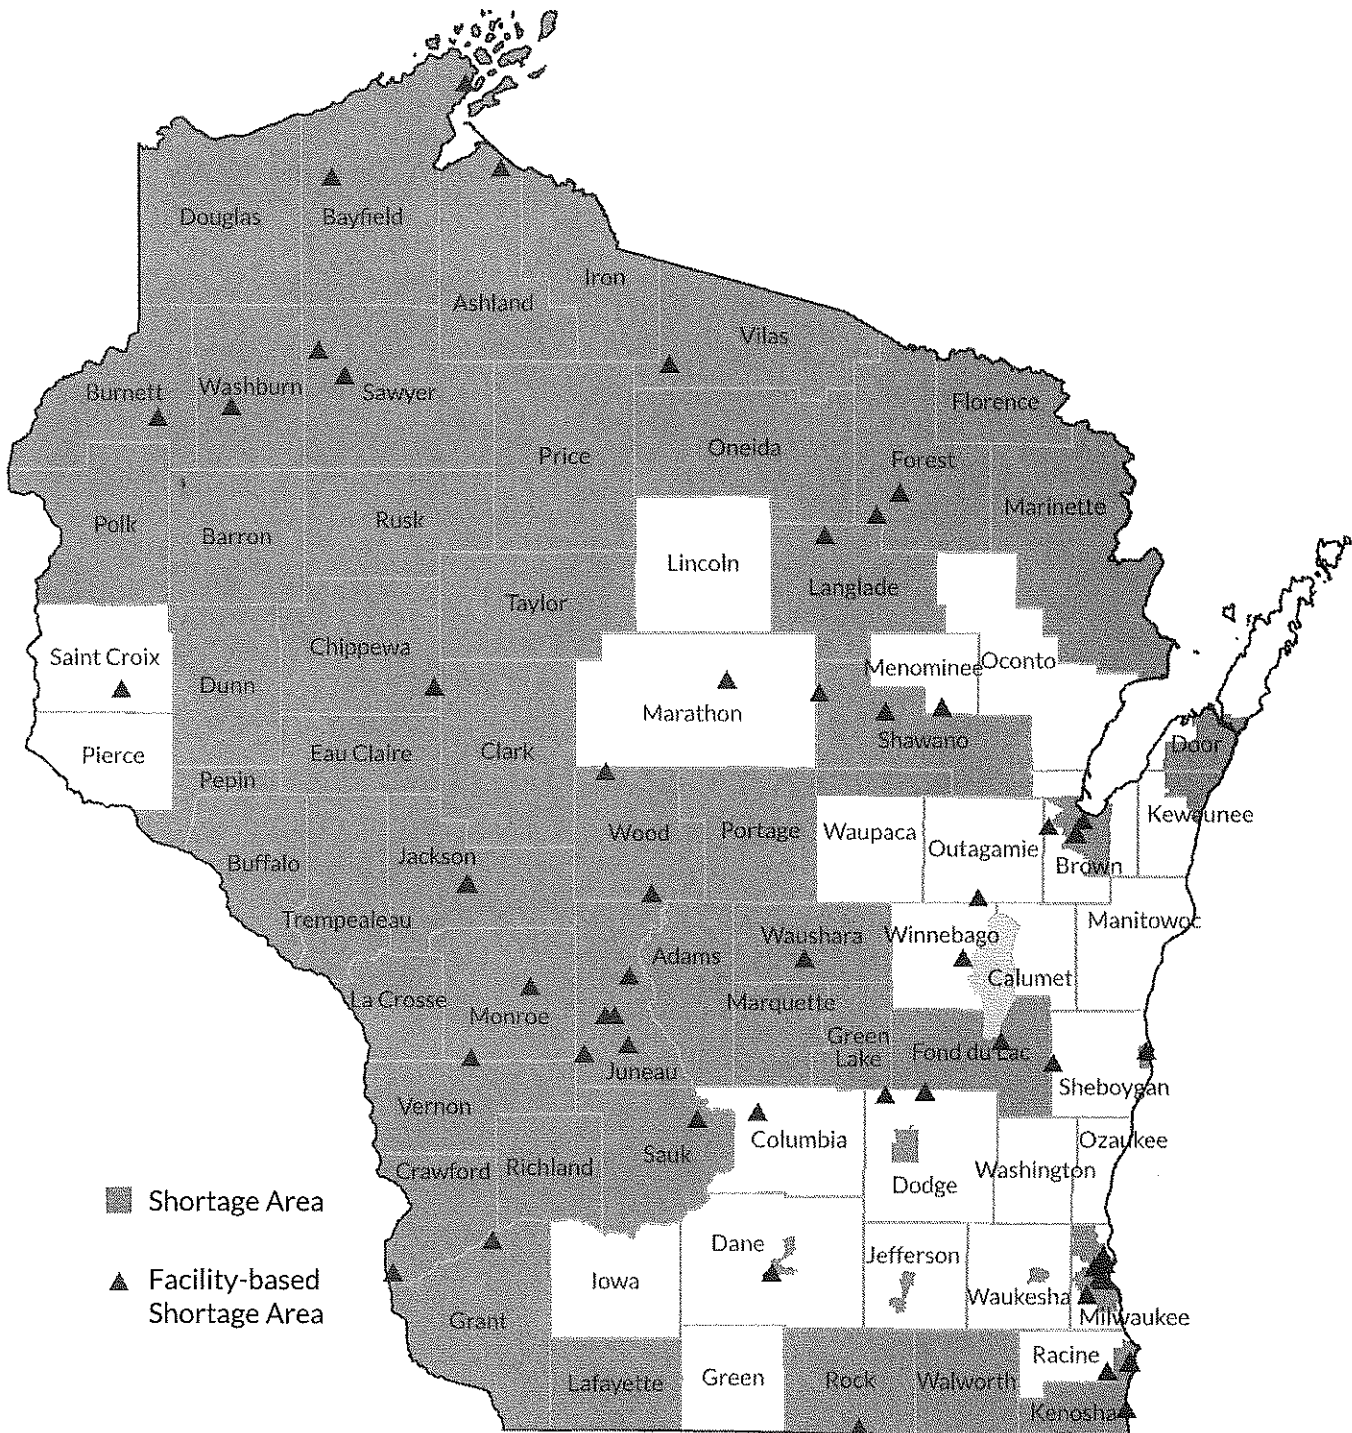 Douglas
Bayfield
Iron
Ashland
Vilas
Burnett
Washburn
Sawyer
Florence
Price
Oneida
Forest
Polk
Barron
Rusk
Marinette
Lincoln
Langlade
Taylor
Saint Croix
Chippewa
Dunn
Menominee
Oconto
Marathon
Pierce
Eau Claire
Clark
Shawano
Door
Pepin
Kewaunee
Buffalo
Jackson
Wood
Portage
Waupaca
Outagamie
Brown
Trempealeau
Manitowoc
Adams
Waushara
Winnebago
Calumet
La Crosse
Monroe
Marquette
Green
Lake
Fond du Lac
Juneau
Sheboygan
Vernon
Columbia
Ozaukee
Crawford
Richland
Sauk
Washington
Dodge
Shortage Area
Dane
Jefferson
Facility-based
Shortage Area
Iowa
Waukesha
Milwaukee
Grant
Racine
Lafayette
Green
Rock
Walworth
Kenosha